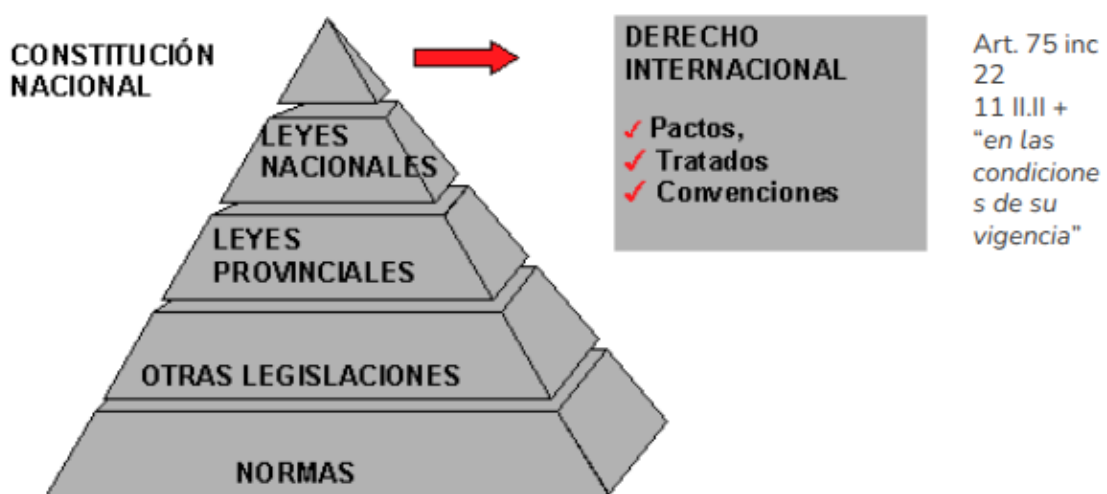 CONSTITUCIÓN
NACIONAL
LEYES
NACIONALES
LEYES
PROVINCIALES
OTRAS LEGISLACIONES
NORMAS
DERECHO
INTERNACIONAL
Pactos,
Tratados
Convenciones
Art. 75 inc
22
11 II.II +
“en las
condicione
s de su
vigencia”